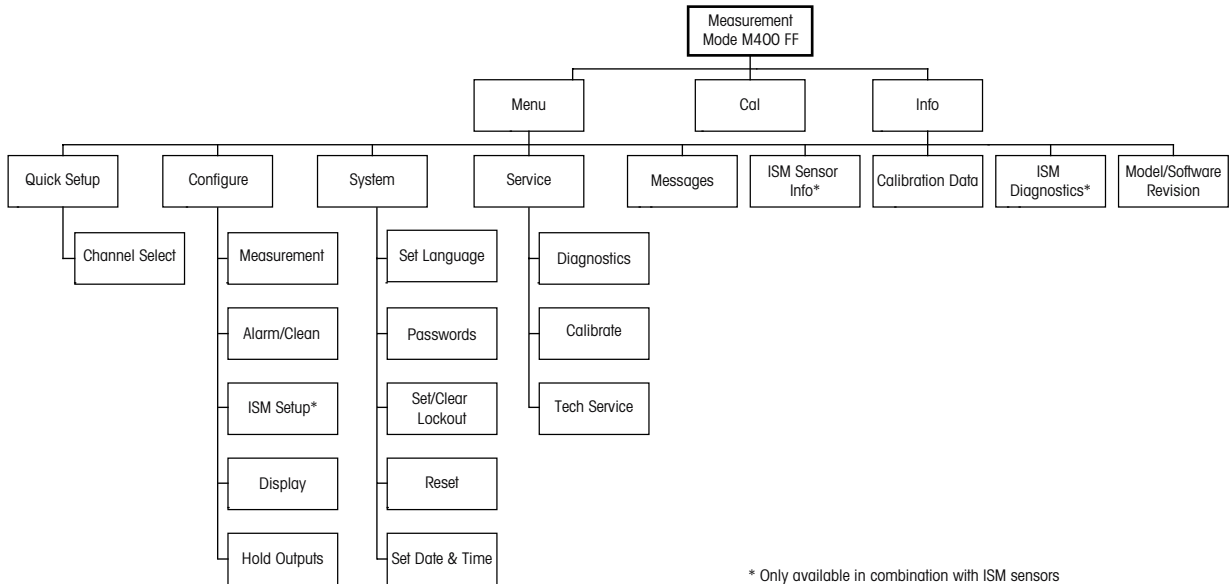 Measurement
Mode M400 FF
Menu
Cal
Info
Quick Setup
Configure
System
Service
Messages
ISM Sensor
Info*
Calibration Data
ISM
Diagnostics*
Model/Software
Revision
Channel Select
Measurement
Set Language
Diagnostics
Alarm/Clean
Passwords
Calibrate
ISM Setup*
Set/Clear
Lockout
Tech Service
Display
Reset
Hold Outputs
Set Date & Time
* Only available in combination with ISM sensors